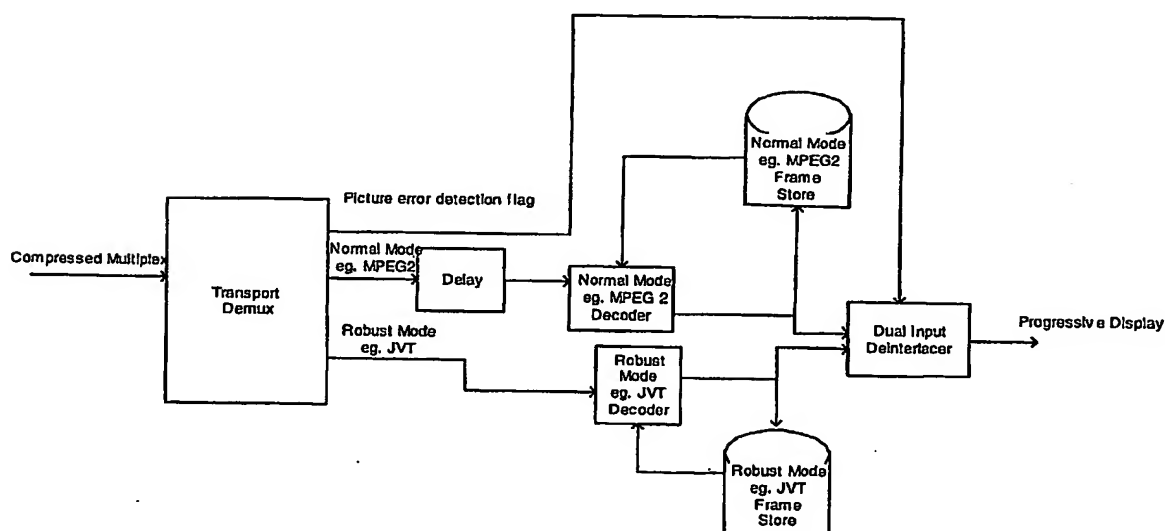 Picture error detection flag
Compressed Multiplex
Transport
Demux
Normal Mode
eg. MPEG2
Delay
Normal Mode
eg. MPEG 2
Decoder
Normal Mode
eg. MPEG2
Frame
Store
Robust Mode
eg. JVT
Robust
Mode
eg. JVT
Decoder
Robust Mode
eg. JVT
Frame
Store
Dual Input
Deinterlacer
Progressive Display